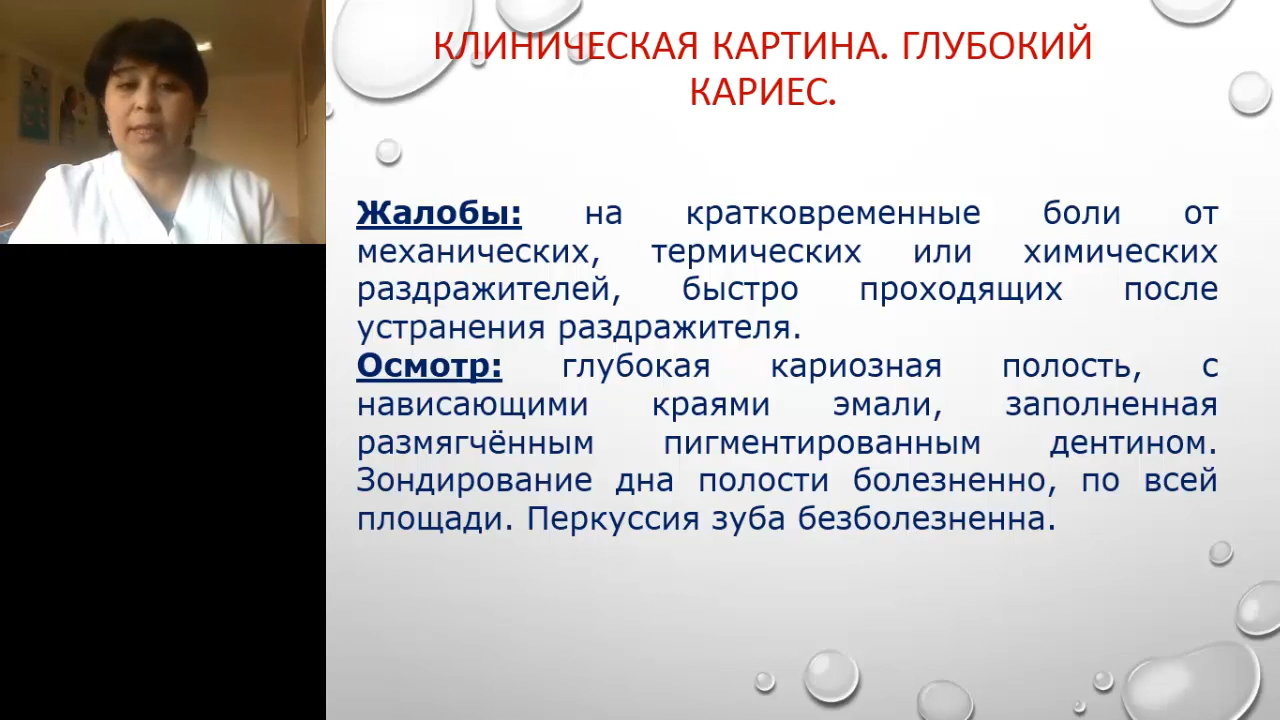 КЛИНИЧЕСКАЯ КАРТИНА. ГЛУБОКИЙ
КАРИЕС.
Жалобы: на кратковременные боли от
механических, термических или химических
раздражителей, быстро проходящих после
устранения раздражителя.
Осмотр: глубокая кариозная полость, с
нависающими краями эмали, заполненная
размягчённым пигментированным дентином.
Зондирование дна полости болезненно, по всей
площади. Перкуссия зуба безболезненна.